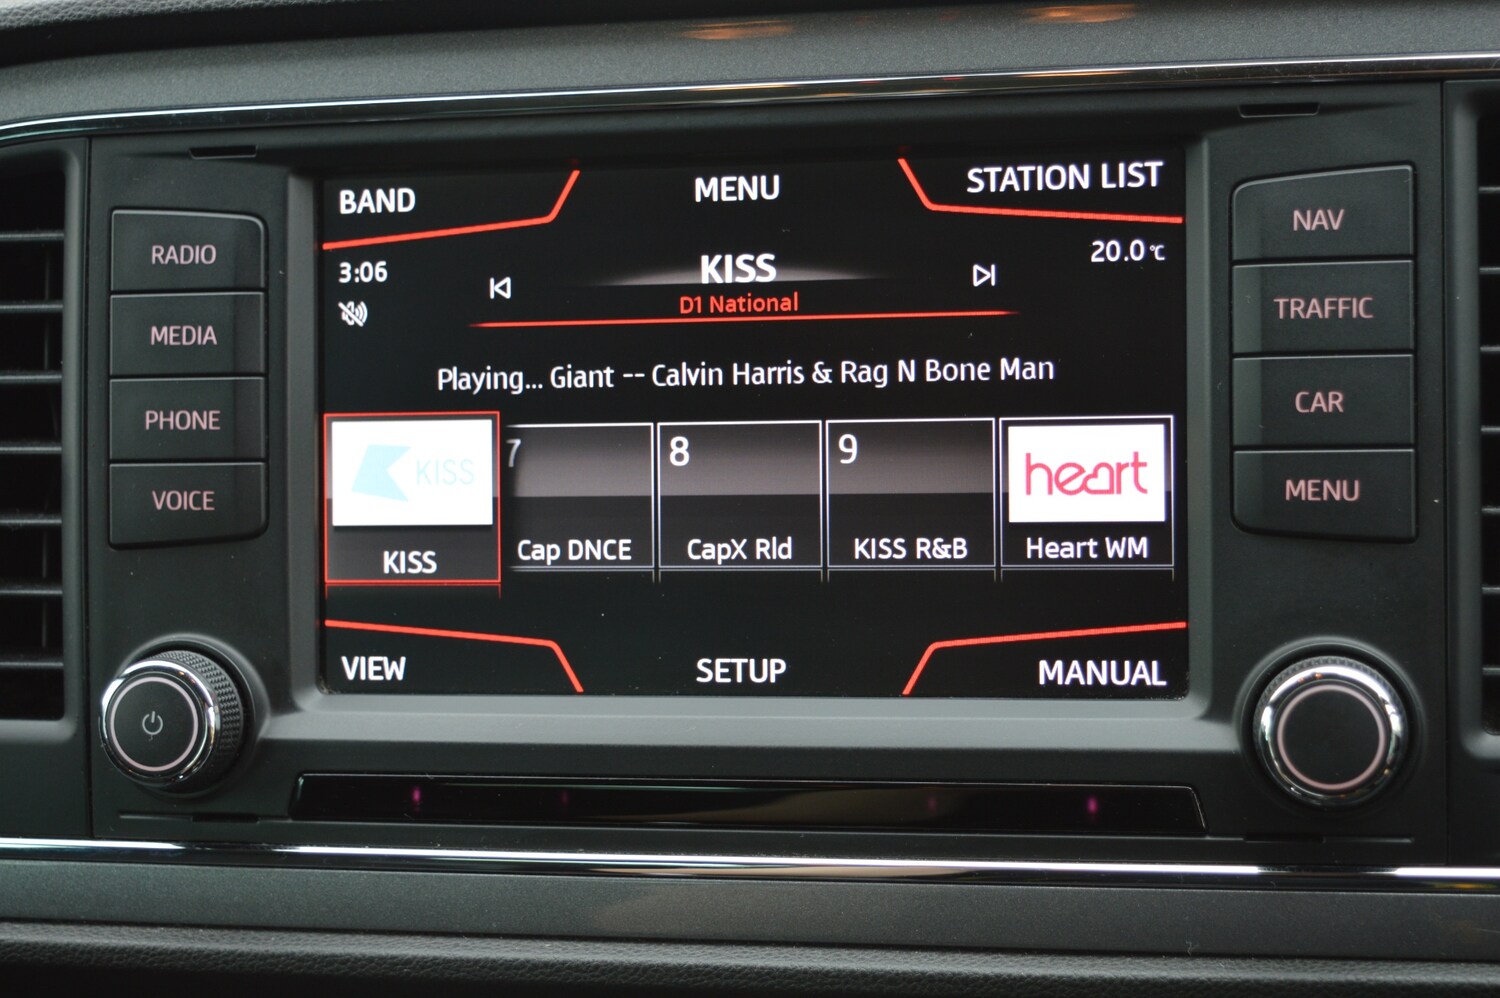 BAND
MENU
STATION LIST
3:06
KISS
20.0 °C
D1 National
Playing... Giant -- Calvin Harris & Rag N Bone Man
KISS
KISS
7
Cap DNCE
8
CapX Rld
9
KISS R&B
heart
Heart WM
VIEW
SETUP
MANUAL
RADIO
MEDIA
PHONE
VOICE
NAV
TRAFFIC
CAR
MENU